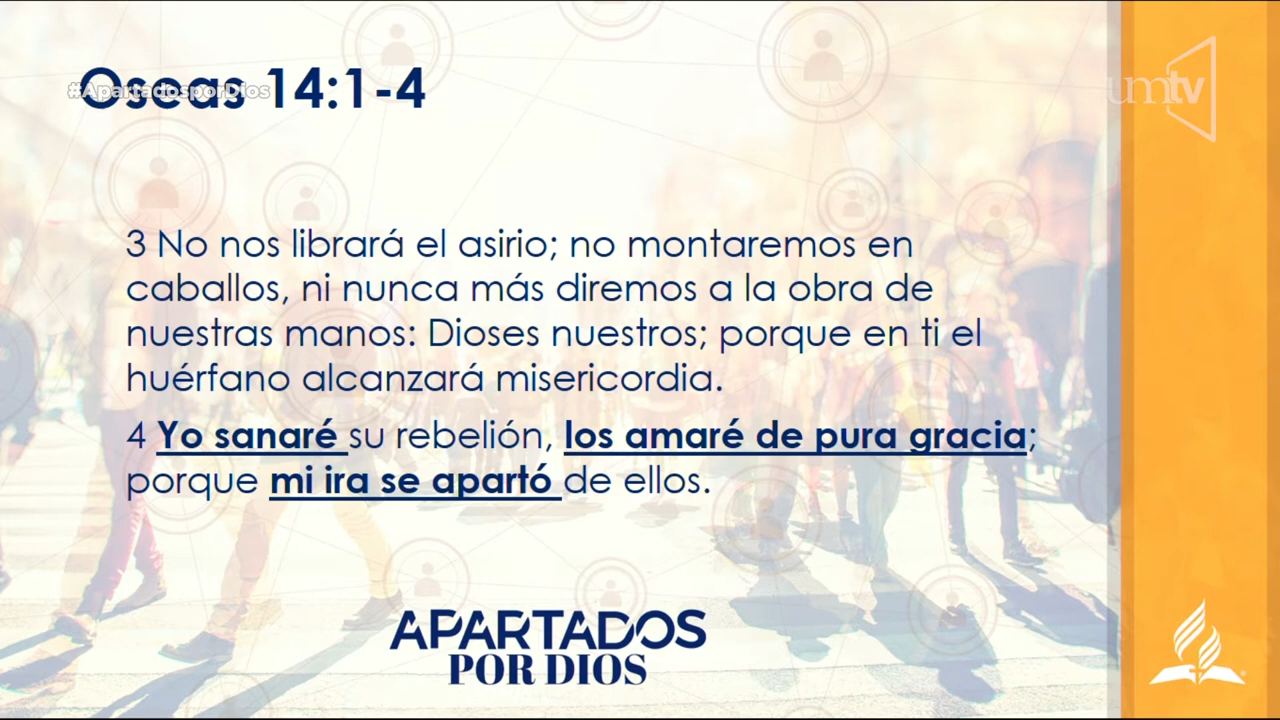 Oseas 14:1-4
#ApartadosporDios
umtv
3 No nos librará el asirio; no montaremos en
caballos, ni nunca más diremos a la obra de
nuestras manos: Dioses nuestros; porque en ti el
huérfano alcanzará misericordia.
4 Yo sanaré su rebelión, los amaré de pura gracia;
porque mi ira se apartó de ellos.
APARTADOS
POR DIOS